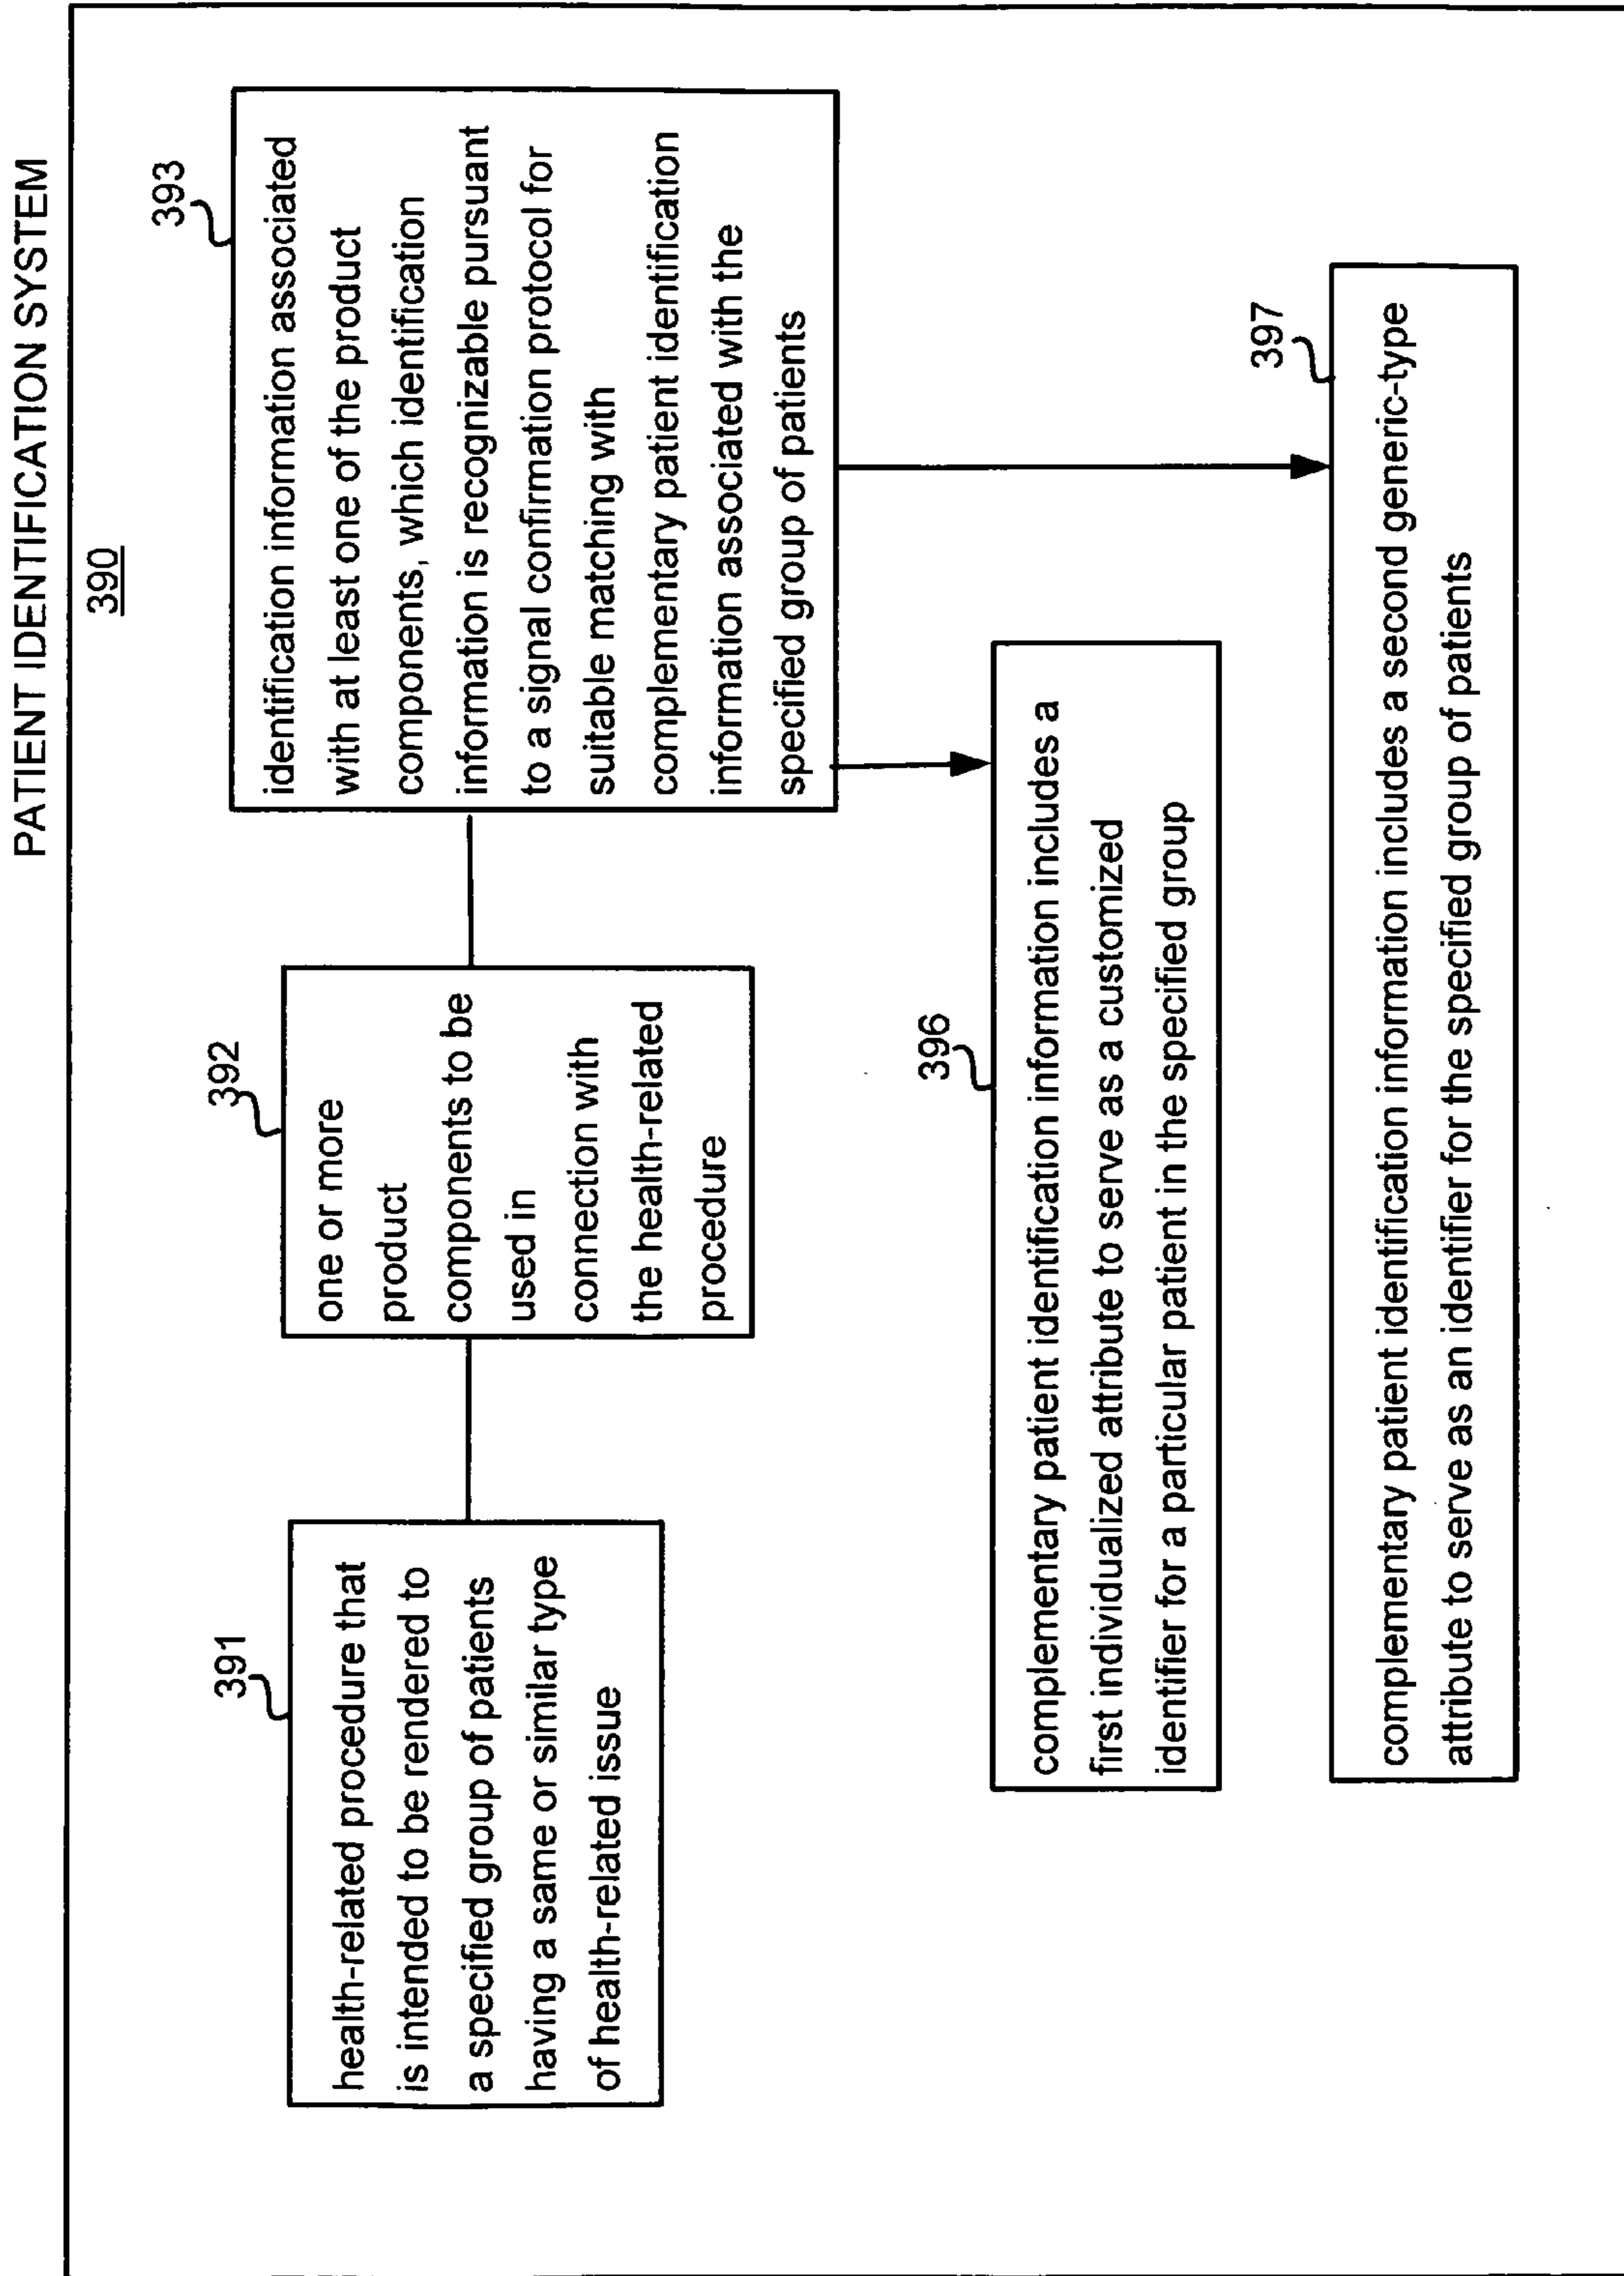 PATIENT IDENTIFICATION SYSTEM
390
391
health-related procedure that
is intended to be rendered to
a specified group of patients
having a same or similar type
of health-related issue
392
one or more
product
components to be
used in
connection with
the health-related
procedure
393
identification information associated
with at least one of the product
components, which identification
information is recognizable pursuant
to a signal confirmation protocol for
suitable matching with
complementary patient identification
information associated with the
specified group of patients
396
complementary patient identification information includes a
first individualized attribute to serve as a customized
identifier for a particular patient in the specified group
397
complementary patient identification information includes a second generic-type
attribute to serve as an identifier for the specified group of patients